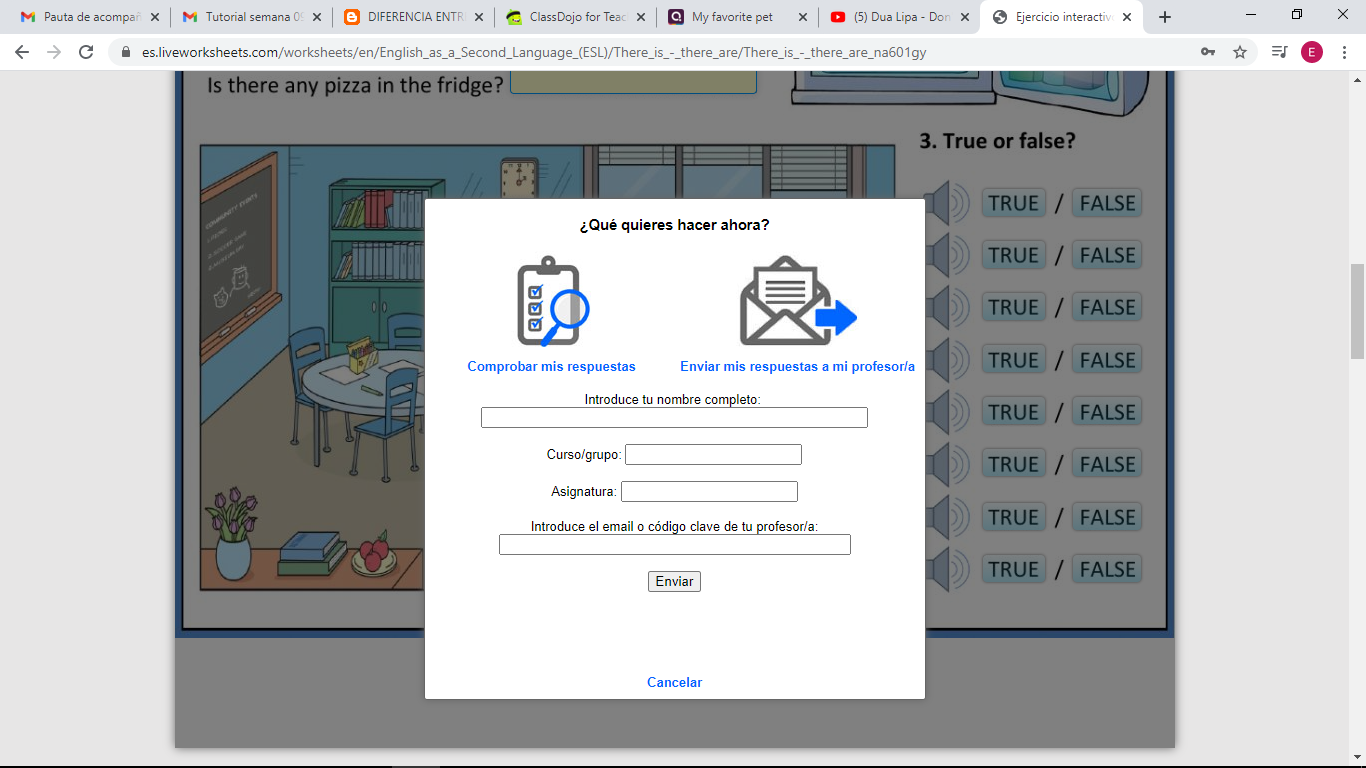 Pauta de acompañ
Tutorial semana 09
DIFERENCIA ENTR
ClassDojo for Teac
My favorite pet
(5) Dua Lipa - Don
Ejercicio interactiv
es.liveworksheets.com/worksheets/en/English_as_a_Second_Language_(ESL)/There_is_-_there_are/There_is_-_there_are_na601gy
E
Is there any pizza in the fridge?
3. True or false?
COMMUNITY EVENTS
TRUE / FALSE
TRUE / FALSE
TRUE / FALSE
TRUE / FALSE
TRUE / FALSE
TRUE / FALSE
TRUE / FALSE
TRUE / FALSE
¿Qué quieres hacer ahora?
Comprobar mis respuestas
Enviar mis respuestas a mi profesor/a
Introduce tu nombre completo:
Curso/grupo:
Asignatura:
Introduce el email o código clave de tu profesor/a:
Enviar
Cancelar